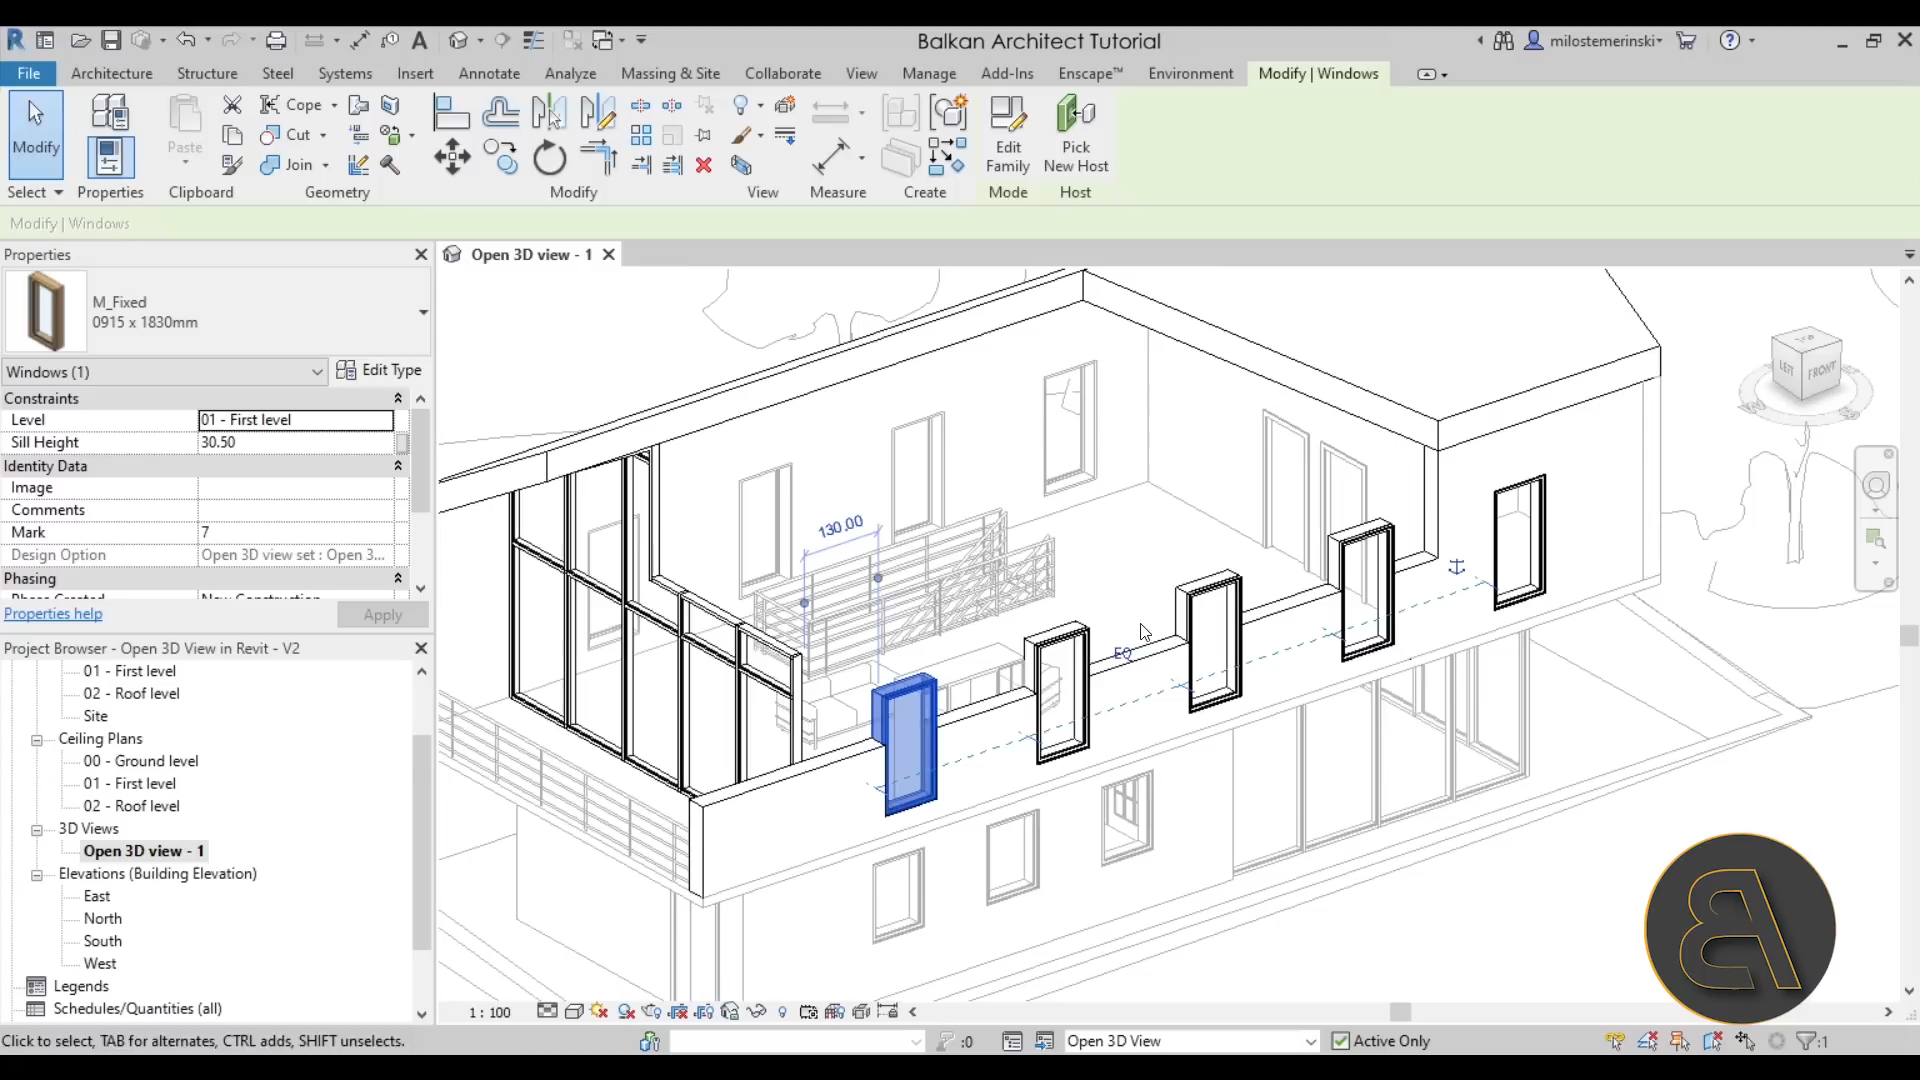 Balkan Architect Tutorial
milostemerinski
File Architecture Structure Steel Systems Insert Annotate Analyze Massing & Site Collaborate View Manage Add-Ins Enscape™ Environment Modify | Windows
Cope
Cut
Join
Modify
Paste
Edit
Family
Pick
New Host
Select Properties Clipboard Geometry Modify View Measure Create Mode Host
Modify | Windows
Properties
Open 3D view - 1
M_Fixed
0915 x 1830mm
Windows (1)
Edit Type
Constraints
Level 01 - First level
Sill Height 30.50
Identity Data
Image
Comments
Mark 7
Design Option Open 3D view set : Open 3...
Phasing
Phase Created New Construction
Properties help
Apply
Project Browser - Open 3D View in Revit - V2
01 - First level
02 - Roof level
Site
Ceiling Plans
00 - Ground level
01 - First level
02 - Roof level
3D Views
Open 3D view - 1
Elevations (Building Elevation)
East
North
South
West
Legends
Schedules/Quantities (all)
130.00
EQ
LEFT
FRONT
1 : 100
Click to select, TAB for alternates, CTRL adds, SHIFT unselects.
:0
Open 3D View
Active Only
:1